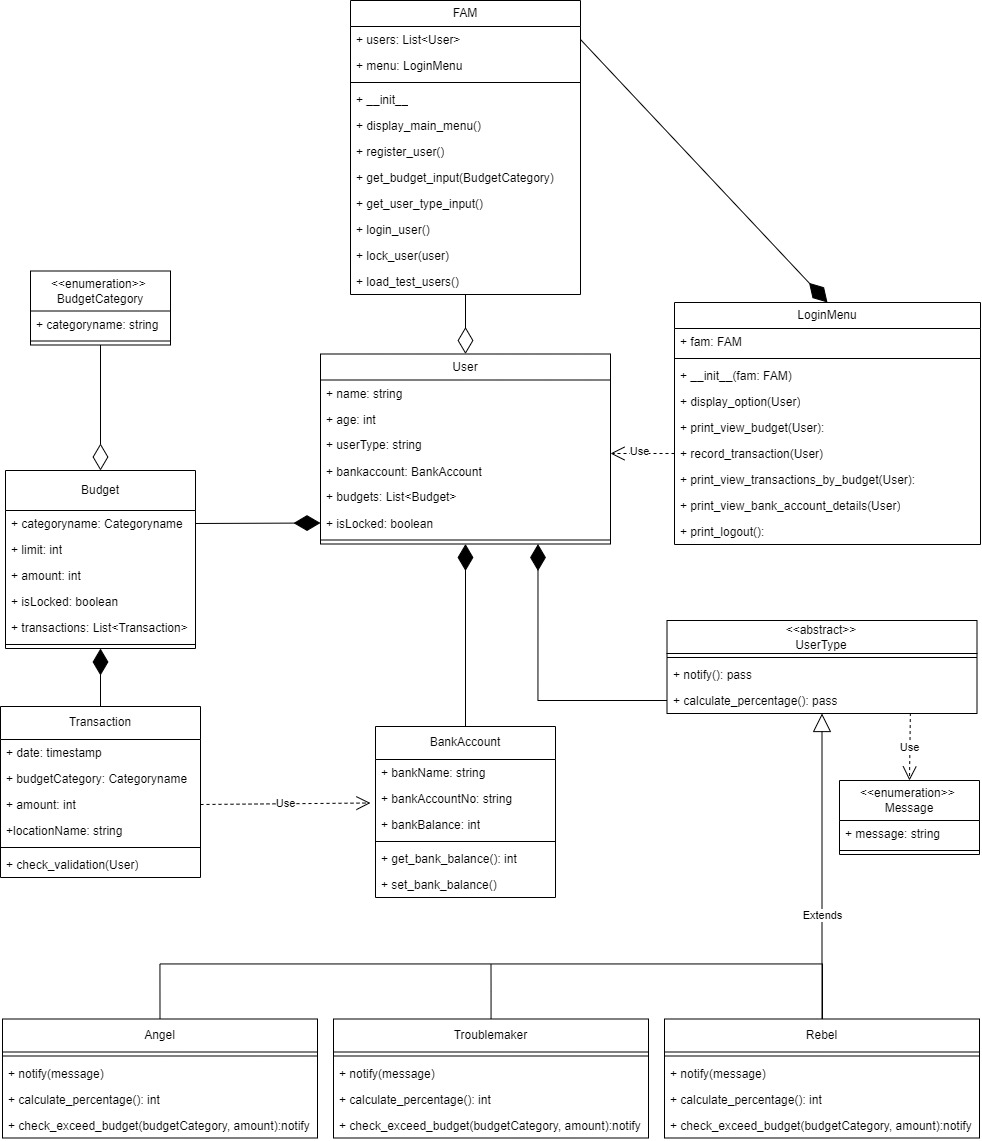 FAM
+ users: List<User>
+ menu: LoginMenu
+ __init__
+ display_main_menu()
+ register_user()
+ get_budget_input(BudgetCategory)
+ get_user_type_input()
+ login_user()
+ lock_user(user)
+ load_test_users()
<<enumeration>>
BudgetCategory
+ categoryname: string
LoginMenu
+ fam: FAM
+ __init__(fam: FAM)
+ display_option(User)
+ print_view_budget(User):
+ record_transaction(User)
+ print_view_transactions_by_budget(User):
+ print_view_bank_account_details(User)
+ print_logout():
User
+ name: string
+ age: int
+ userType: string
+ bankaccount: BankAccount
+ budgets: List<Budget>
+ isLocked: boolean
Use
Budget
+ categoryname: Categoryname
+ limit: int
+ amount: int
+ isLocked: boolean
+ transactions: List<Transaction>
<<abstract>>
UserType
+ notify(): pass
+ calculate_percentage(): pass
Transaction
+ date: timestamp
+ budgetCategory: Categoryname
+ amount: int
+locationName: string
+ check_validation(User)
Use
BankAccount
+ bankName: string
+ bankAccountNo: string
+ bankBalance: int
+ get_bank_balance(): int
+ set_bank_balance()
Use
<<enumeration>>
Message
+ message: string
Extends
Angel
+ notify(message)
+ calculate_percentage(): int
+ check_exceed_budget(budgetCategory, amount):notify
Troublemaker
+ notify(message)
+ calculate_percentage(): int
+ check_exceed_budget(budgetCategory, amount):notify
Rebel
+ notify(message)
+ calculate_percentage(): int
+ check_exceed_budget(budgetCategory, amount):notify